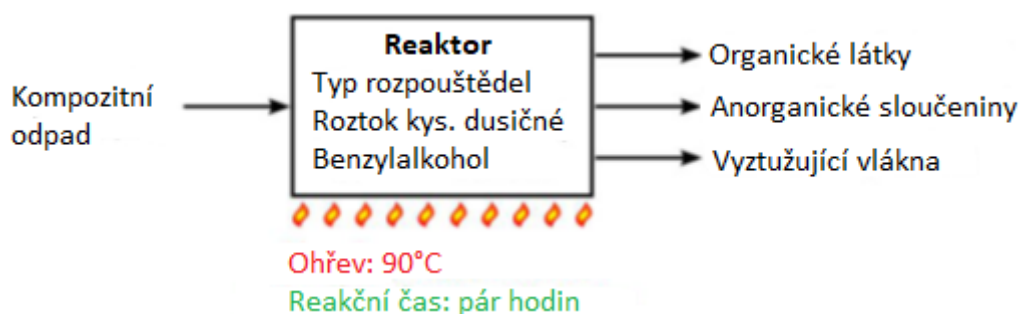 Kompozitní
odpad
Reaktor
Typ rozpouštědel
Roztok kys. dusičné
Benzylalkohol
Organické látky
Anorganické sloučeniny
Vyztužující vlákna
Ohřev: 90°C
Reakční čas: pár hodin